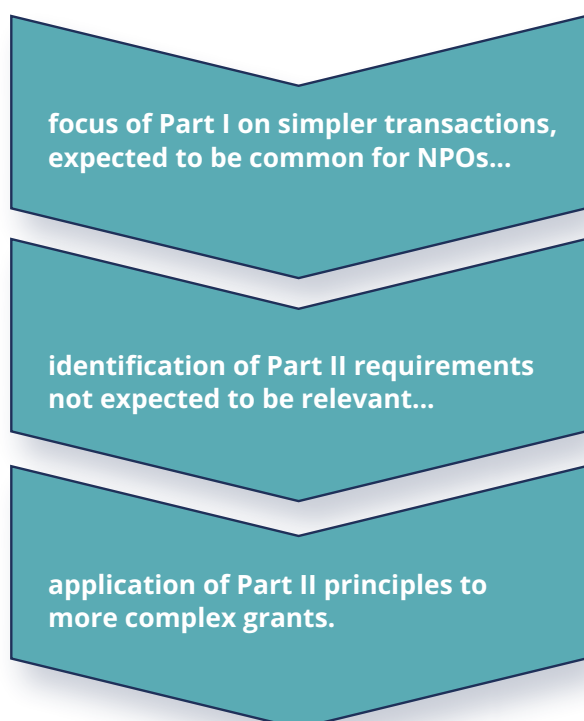 focus of Part I on simpler transactions,
expected to be common for NPOs...
identification of Part II requirements
not expected to be relevant...
application of Part II principles to
more complex grants.